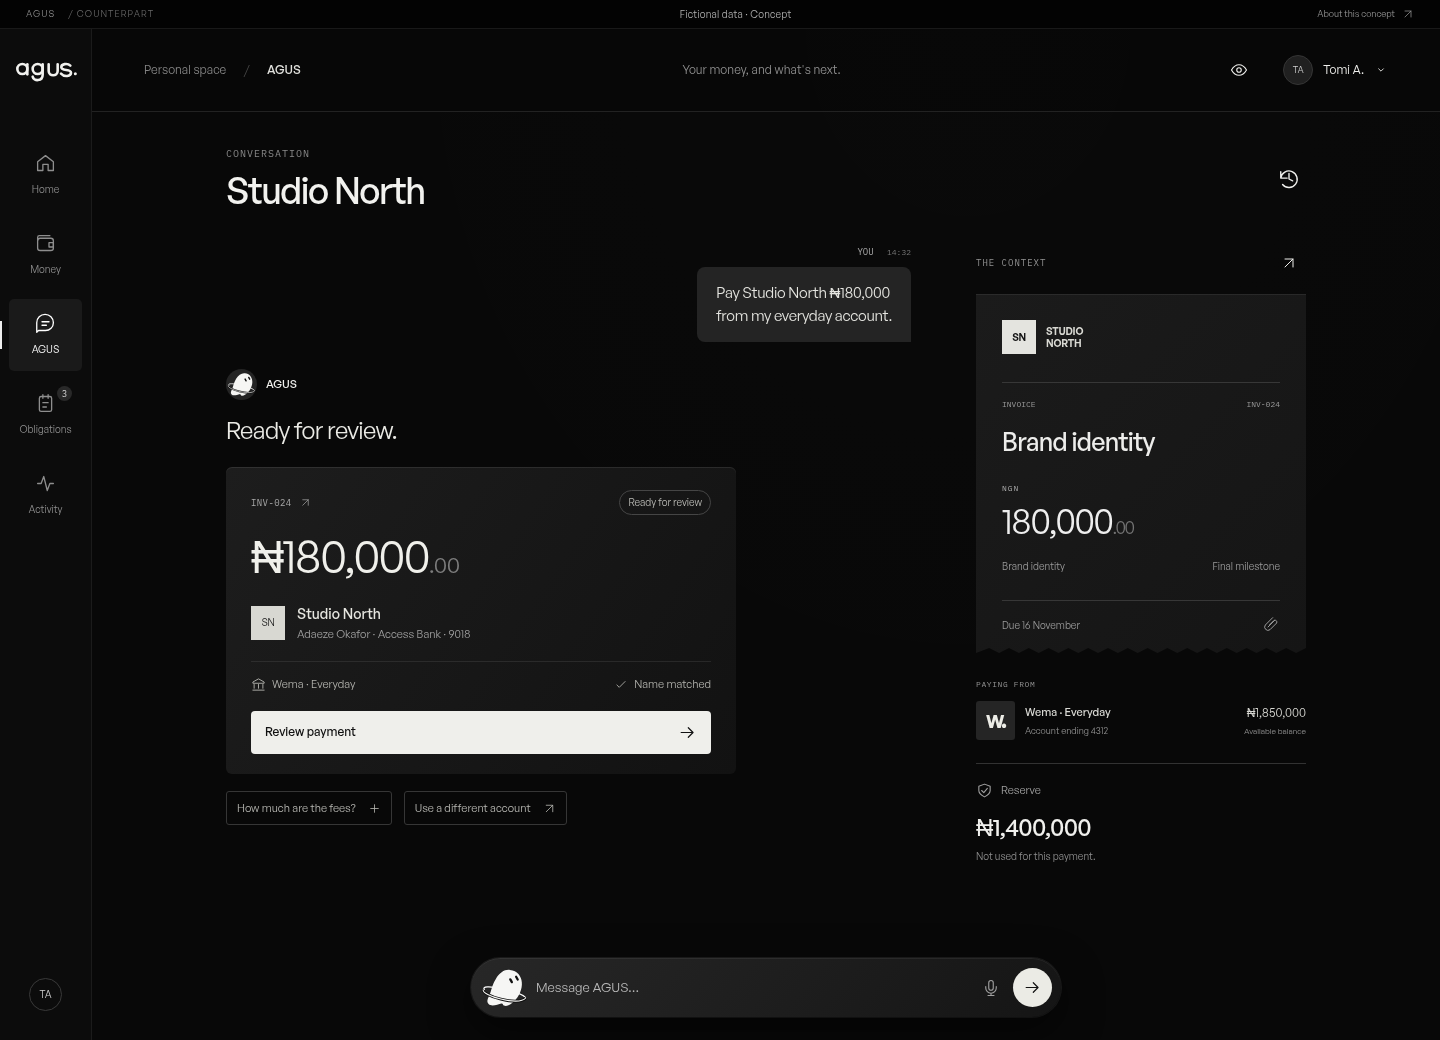 AGUS / COUNTERPART
Fictional data · Concept
About this concept
agus.
Personal space / AGUS
Your money, and what's next.
TA
Tomi A.
Home
Money
AGUS
3
Obligations
Activity
TA
CONVERSATION
Studio North
YOU 14:32
Pay Studio North ₦180,000
from my everyday account.
AGUS
Ready for review.
INV-024
Ready for review
₦180,000.00
SN
Studio North
Adaeze Okafor · Access Bank · 9018
Wema · Everyday
Name matched
Review payment
How much are the fees?
Use a different account
THE CONTEXT
SN
STUDIO
NORTH
INVOICE
INV-024
Brand identity
NGN
180,000.00
Brand identity
Final milestone
Due 16 November
PAYING FROM
W.
Wema · Everyday
₦1,850,000
Account ending 4312
Available balance
Reserve
₦1,400,000
Not used for this payment.
Message AGUS...